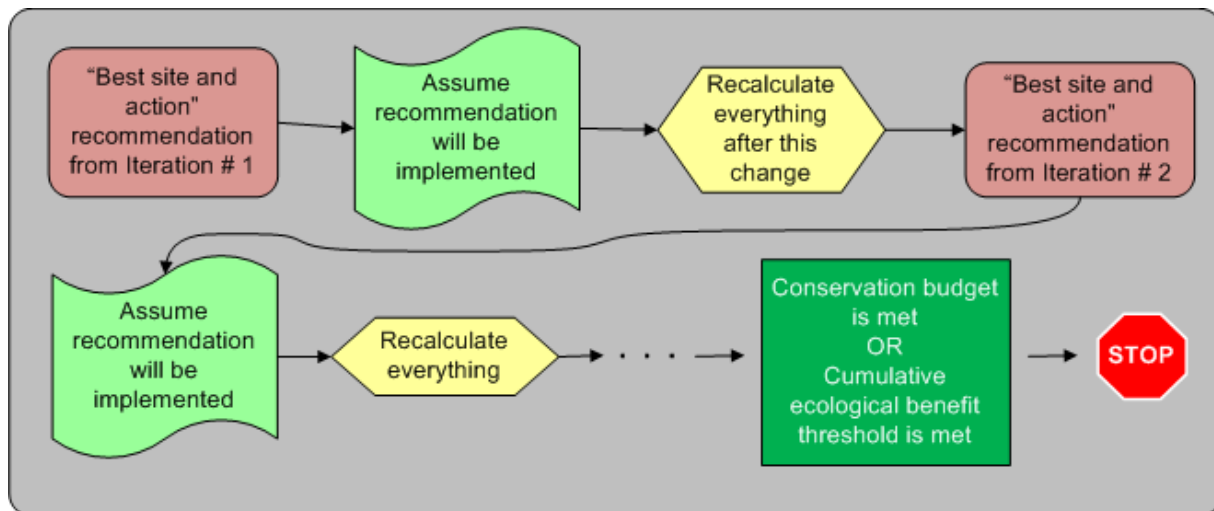 “Best site and
action"
recommendation
from Iteration # 1
Assume
recommendation
will be
implemented
Recalculate
everything
after this
change
“Best site and
action"
recommendation
from Iteration # 2
Assume
recommendation
will be
implemented
Recalculate
everything
. . .
Conservation budget
is met
OR
Cumulative
ecological benefit
threshold is met
STOP